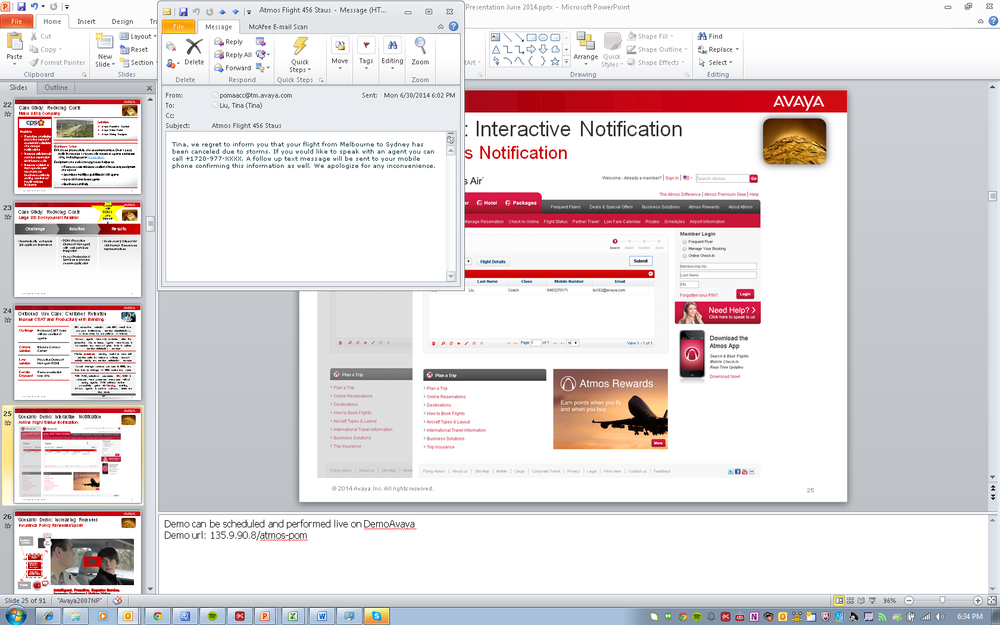 Atmos Flight 456 Staus - Message (HT...
Presentation June 2014.pptx - Microsoft PowerPoint
File
Home
Insert
Design
File
Message
McAfee E-mail Scan
Paste
Cut
Copy
Format Painter
Clipboard
New
Slide
Layout
Reset
Section
Slides
Delete
Delete
Reply
Reply All
Forward
Respond
Quick
Steps
Quick Steps
Move
Tags
Editing
Zoom
Zoom
Arrange
Quick
Styles
Shape Fill
Shape Outline
Shape Effects
Drawing
Find
Replace
Select
Editing
Slides
Outline
From: pomaacc@tm.avaya.com
Sent: Mon 6/30/2014 6:02 PM
To: Liu, Tina (Tina)
Cc:
Subject: Atmos Flight 456 Staus
Tina, we regret to inform you that your flight from Melbourne to Sydney has
been canceled due to storms. If you would like to speak with an agent you can
call +1720-977-XXXX. A follow up text message will be sent to your mobile
phone confirming this information as well. We apologize for any inconvenience.
22
Case Study: Reducing Costs
Major Utility Company
cps
Problem
Solution
23
Case Study: Reducing Costs
Large US Do-it-yourself Retailer
Challenge
Solution
Results
24
Outbound Use Case: Customer Retention
Improve CSAT and Productivity with Blending
25
Scenario Demo: Interactive Notification
Airline Flight Status Notification
26
Scenario Demo: Increasing Revenues
Insurance Policy Renewals/Upsell
Intelligent. Proactive. Superior Service.
AVAYA
: Interactive Notification
s Notification
s Air
Welcome - Already a member? | Sign In
Search Atmos
Go
The Atmos Difference | Atmos Premium Skye | Help
Hotel
Packages
Frequent Flyers
Deals & Special Offers
Business Solutions
Atmos Rewards
About Atmos
Manage Reservation
Check In Online
Flight Status
Partner Travel
Low Fare Calendar
Routes
Schedules
Airport Information
Search
Select
Confirm
Done
Flight Details
Submit
Last Name
Class
Mobile Number
Email
Liu
Coach
6463270171
liu162@avaya.com
Page 1 of 1
10
View 1 - 1 of 1
Member Login
Frequent Flyer
Manage Your Booking
Online Check-In
Membership No.
Last Name
PIN
Forgotten your PIN?
Login
Need Help?
Click here to speak to us
Download the
Atmos App
Search & Book Flights
Mobile Check-In
Real-Time Updates
Download Now!
Plan a Trip
Plan a Trip
Online Reservations
Destinations
How to Book Flights
Aircraft Types & Layout
International Travel Information
Business Solutions
Trip Insurance
Plan a Trip
Plan a Trip
Online Reservations
Destinations
How to Book Flights
Aircraft Types & Layout
International Travel Information
Business Solutions
Trip Insurance
Atmos Rewards
Earn points when you fly
and when you buy.
More
Flying Atmos | About us | Site Map | Mobil
Flying Atmos | About us | Site Map | Mobile | Cargo | Corporate Travel | Privacy | Legal | Work here | Contact us | Feedback
© 2014 Avaya Inc. All rights reserved.
25
Demo can be scheduled and performed live on DemoAvaya
Demo url: 135.9.90.8/atmos-pom
Slide 25 of 91
"Avaya2007NP"
96%
6:34 PM